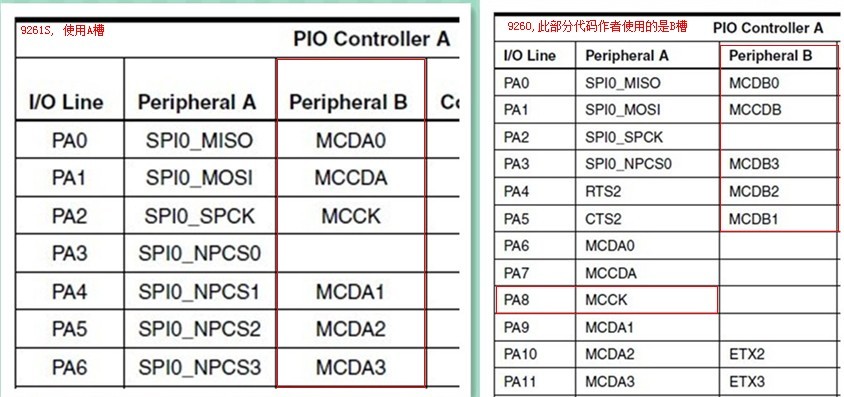 9261S, 使用A槽
PIO Controller A
I/O Line Peripheral A Peripheral B Co
PA0 SPI0_MISO MCDA0
PA1 SPI0_MOSI MCCDA
PA2 SPI0_SPCK MCCK
PA3 SPI0_NPCS0
PA4 SPI0_NPCS1 MCDA1
PA5 SPI0_NPCS2 MCDA2
PA6 SPI0_NPCS3 MCDA3
9260,此部分代码作者使用的是B槽
PIO Controller A
I/O Line Peripheral A Peripheral B
PA0 SPI0_MISO MCDB0
PA1 SPI0_MOSI MCCDB
PA2 SPI0_SPCK
PA3 SPI0_NPCS0 MCDB3
PA4 RTS2 MCDB2
PA5 CTS2 MCDB1
PA6 MCDA0
PA7 MCCDA
PA8 MCCK
PA9 MCDA1
PA10 MCDA2 ETX2
PA11 MCDA3 ETX3